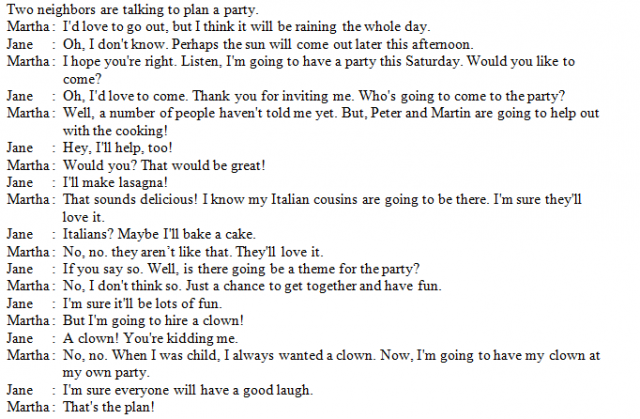 Two neighbors are talking to plan a party.
Martha : I'd love to go out, but I think it will be raining the whole day.
Jane : Oh, I don't know. Perhaps the sun will come out later this afternoon.
Martha : I hope you're right. Listen, I'm going to have a party this Saturday. Would you like to
come?
Jane : Oh, I'd love to come. Thank you for inviting me. Who's going to come to the party?
Martha : Well, a number of people haven't told me yet. But, Peter and Martin are going to help out
with the cooking!
Jane : Hey, I'll help, too!
Martha : Would you? That would be great!
Jane : I'll make lasagna!
Martha : That sounds delicious! I know my Italian cousins are going to be there. I'm sure they'll
love it.
Jane : Italians? Maybe I'll bake a cake.
Martha : No, no. they aren't like that. They'll love it.
Jane : If you say so. Well, is there going be a theme for the party?
Martha : No, I don't think so. Just a chance to get together and have fun.
Jane : I'm sure it'll be lots of fun.
Martha : But I'm going to hire a clown!
Jane : A clown! You're kidding me.
Martha : No, no. When I was child, I always wanted a clown. Now, I'm going to have my clown at
my own party.
Jane : I'm sure everyone will have a good laugh.
Martha : That's the plan!